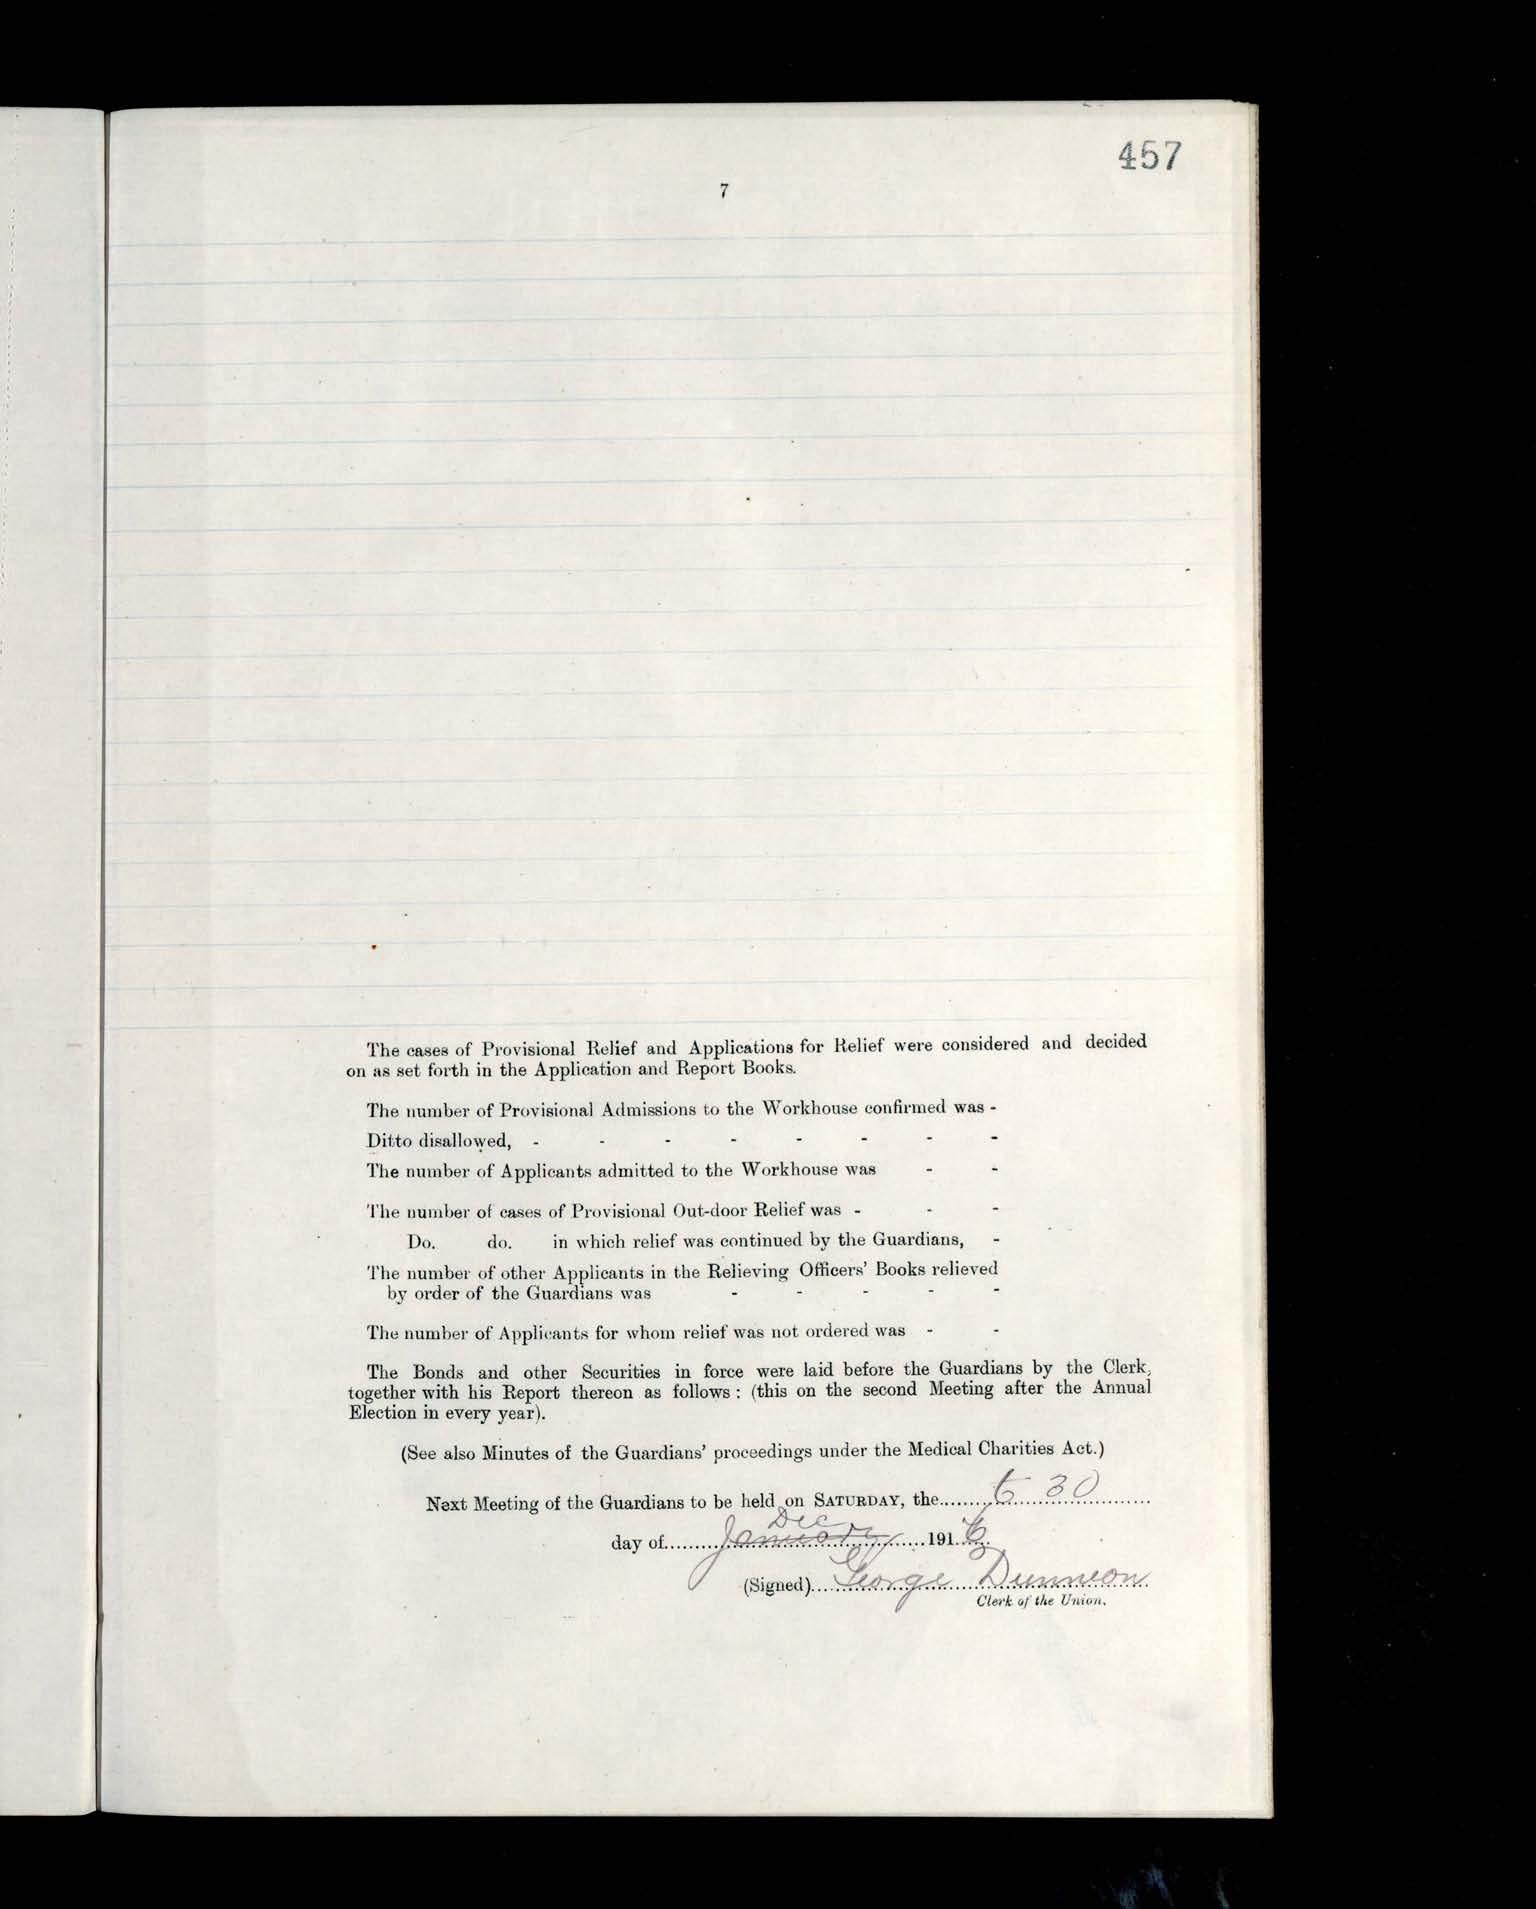 457
7
The cases of Provisional Relief and Applications for Relief were considered and decided
on as set forth in the Application and Report Books.
The number of Provisional Admissions to the Workhouse confirmed was -
Ditto disallowed, - - - - - - - -
The number of Applicants admitted to the Workhouse was - -
The number of cases of Provisional Out-door Relief was - - -
Do. do. in which relief was continued by the Guardians, -
The number of other Applicants in the Relieving Officers' Books relieved
by order of the Guardians was - - - - -
The number of Applicants for whom relief was not ordered was - -
The Bonds and other Securities in force were laid before the Guardians by the Clerk,
together with his Report thereon as follows : (this on the second Meeting after the Annual
Election in every year).
(See also Minutes of the Guardians' proceedings under the Medical Charities Act.)
Next Meeting of the Guardians to be held on SATURDAY, the 30
Dec
day of January 1916
(Signed) George Dunneon
Clerk of the Union.